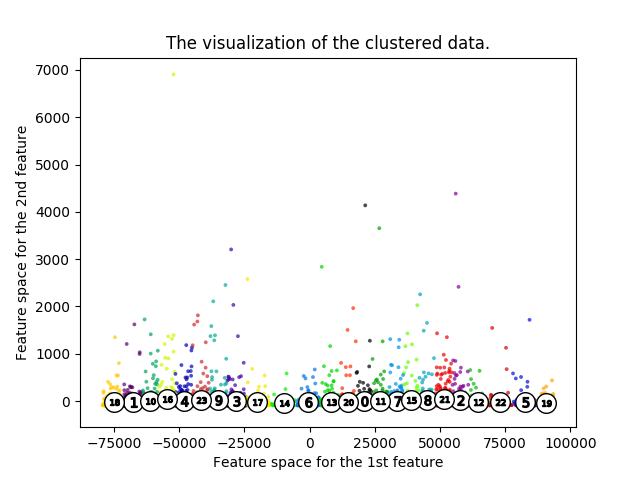 The visualization of the clustered data.
7000
6000
5000
4000
3000
2000
1000
0
Feature space for the 2nd feature
18 1 10 16 4 23 9 3 17 14 6 13 20 0 11 7 15 8 21 2 12 22 5 19
−75000 −50000 −25000 0 25000 50000 75000 100000
Feature space for the 1st feature